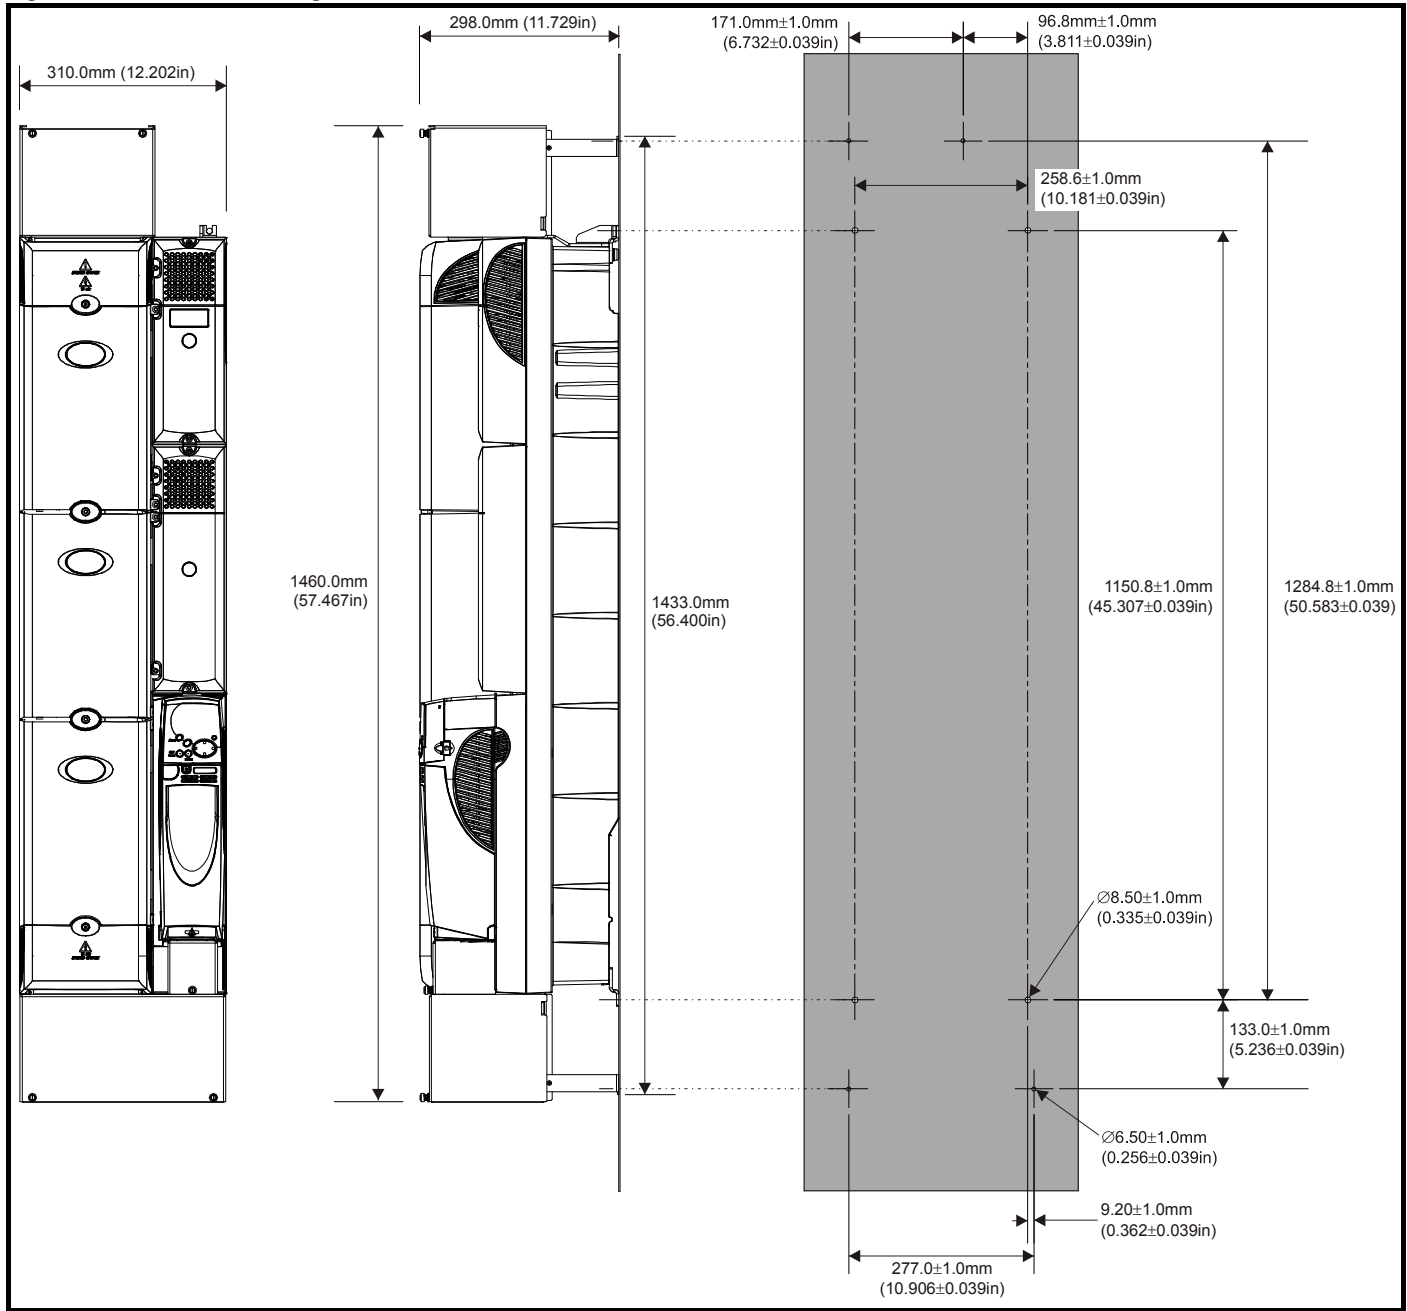 298.0mm (11.729in)
171.0mm±1.0mm
(6.732±0.039in)
96.8mm±1.0mm
(3.811±0.039in)
310.0mm (12.202in)
258.6±1.0mm
(10.181±0.039in)
1460.0mm
(57.467in)
1433.0mm
(56.400in)
1150.8±1.0mm
(45.307±0.039in)
1284.8±1.0mm
(50.583±0.039)
∅8.50±1.0mm
(0.335±0.039in)
133.0±1.0mm
(5.236±0.039in)
∅6.50±1.0mm
(0.256±0.039in)
9.20±1.0mm
(0.362±0.039in)
277.0±1.0mm
(10.906±0.039in)